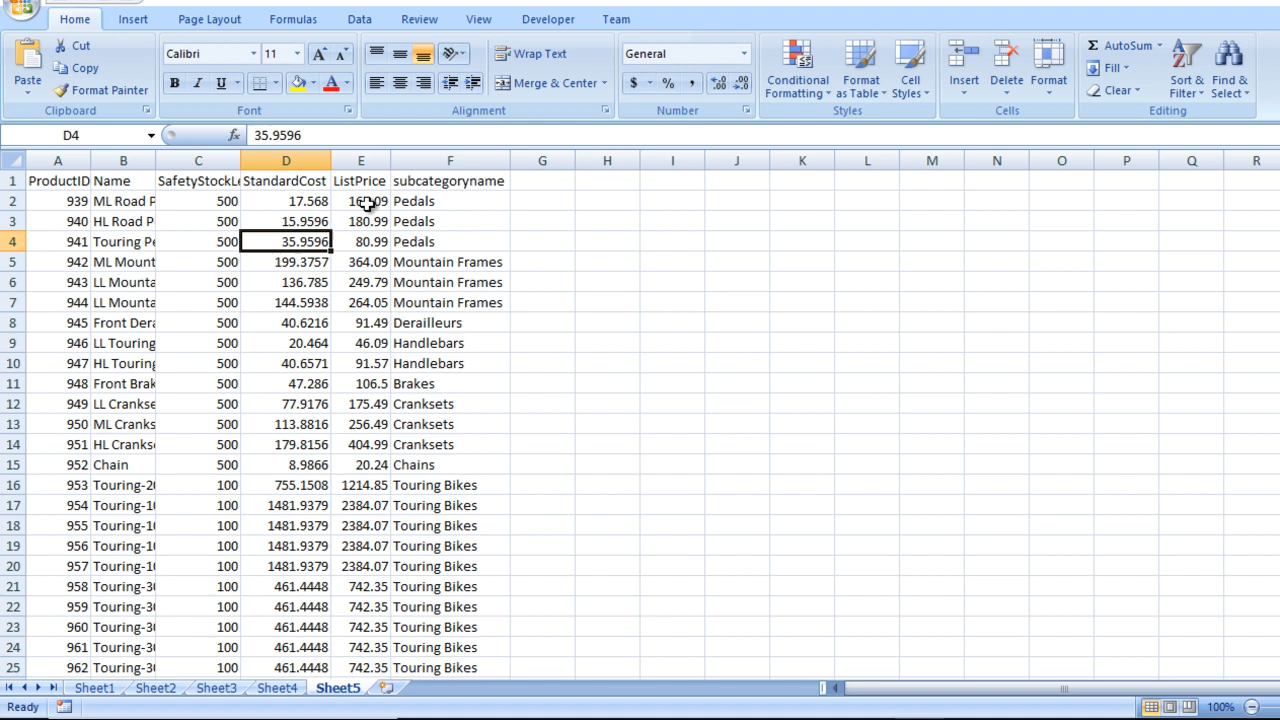 Home Insert Page Layout Formulas Data Review View Developer Team
Paste Cut Copy Format Painter Clipboard
Calibri 11 A A B I U A Font
Wrap Text Merge & Center Alignment
General $ % , Number
Conditional Formatting Format as Table Cell Styles Styles
Insert Delete Format Cells
Σ AutoSum Fill Clear Sort & Filter Find & Select Editing
D4 fx 35.9596
A B C D E F G H I J K L M N O P Q R
1 ProductID Name SafetyStockLe StandardCost ListPrice subcategoryname
2 939 ML Road P 500 17.568 Pedals
3 940 HL Road P 500 15.9596 180.99 Pedals
4 941 Touring Pe 500 35.9596 80.99 Pedals
5 942 ML Mount 500 199.3757 364.09 Mountain Frames
6 943 LL Mounta 500 136.785 249.79 Mountain Frames
7 944 LL Mounta 500 144.5938 264.05 Mountain Frames
8 945 Front Dera 500 40.6216 91.49 Derailleurs
9 946 LL Touring 500 20.464 46.09 Handlebars
10 947 HL Touring 500 40.6571 91.57 Handlebars
11 948 Front Brak 500 47.286 106.5 Brakes
12 949 LL Crankse 500 77.9176 175.49 Cranksets
13 950 ML Cranks 500 113.8816 256.49 Cranksets
14 951 HL Crankse 500 179.8156 404.99 Cranksets
15 952 Chain 500 8.9866 20.24 Chains
16 953 Touring-20 100 755.1508 1214.85 Touring Bikes
17 954 Touring-10 100 1481.9379 2384.07 Touring Bikes
18 955 Touring-10 100 1481.9379 2384.07 Touring Bikes
19 956 Touring-10 100 1481.9379 2384.07 Touring Bikes
20 957 Touring-10 100 1481.9379 2384.07 Touring Bikes
21 958 Touring-30 100 461.4448 742.35 Touring Bikes
22 959 Touring-30 100 461.4448 742.35 Touring Bikes
23 960 Touring-30 100 461.4448 742.35 Touring Bikes
24 961 Touring-30 100 461.4448 742.35 Touring Bikes
25 962 Touring-30 100 461.4448 742.35 Touring Bikes
Sheet1 Sheet2 Sheet3 Sheet4 Sheet5
Ready 100%